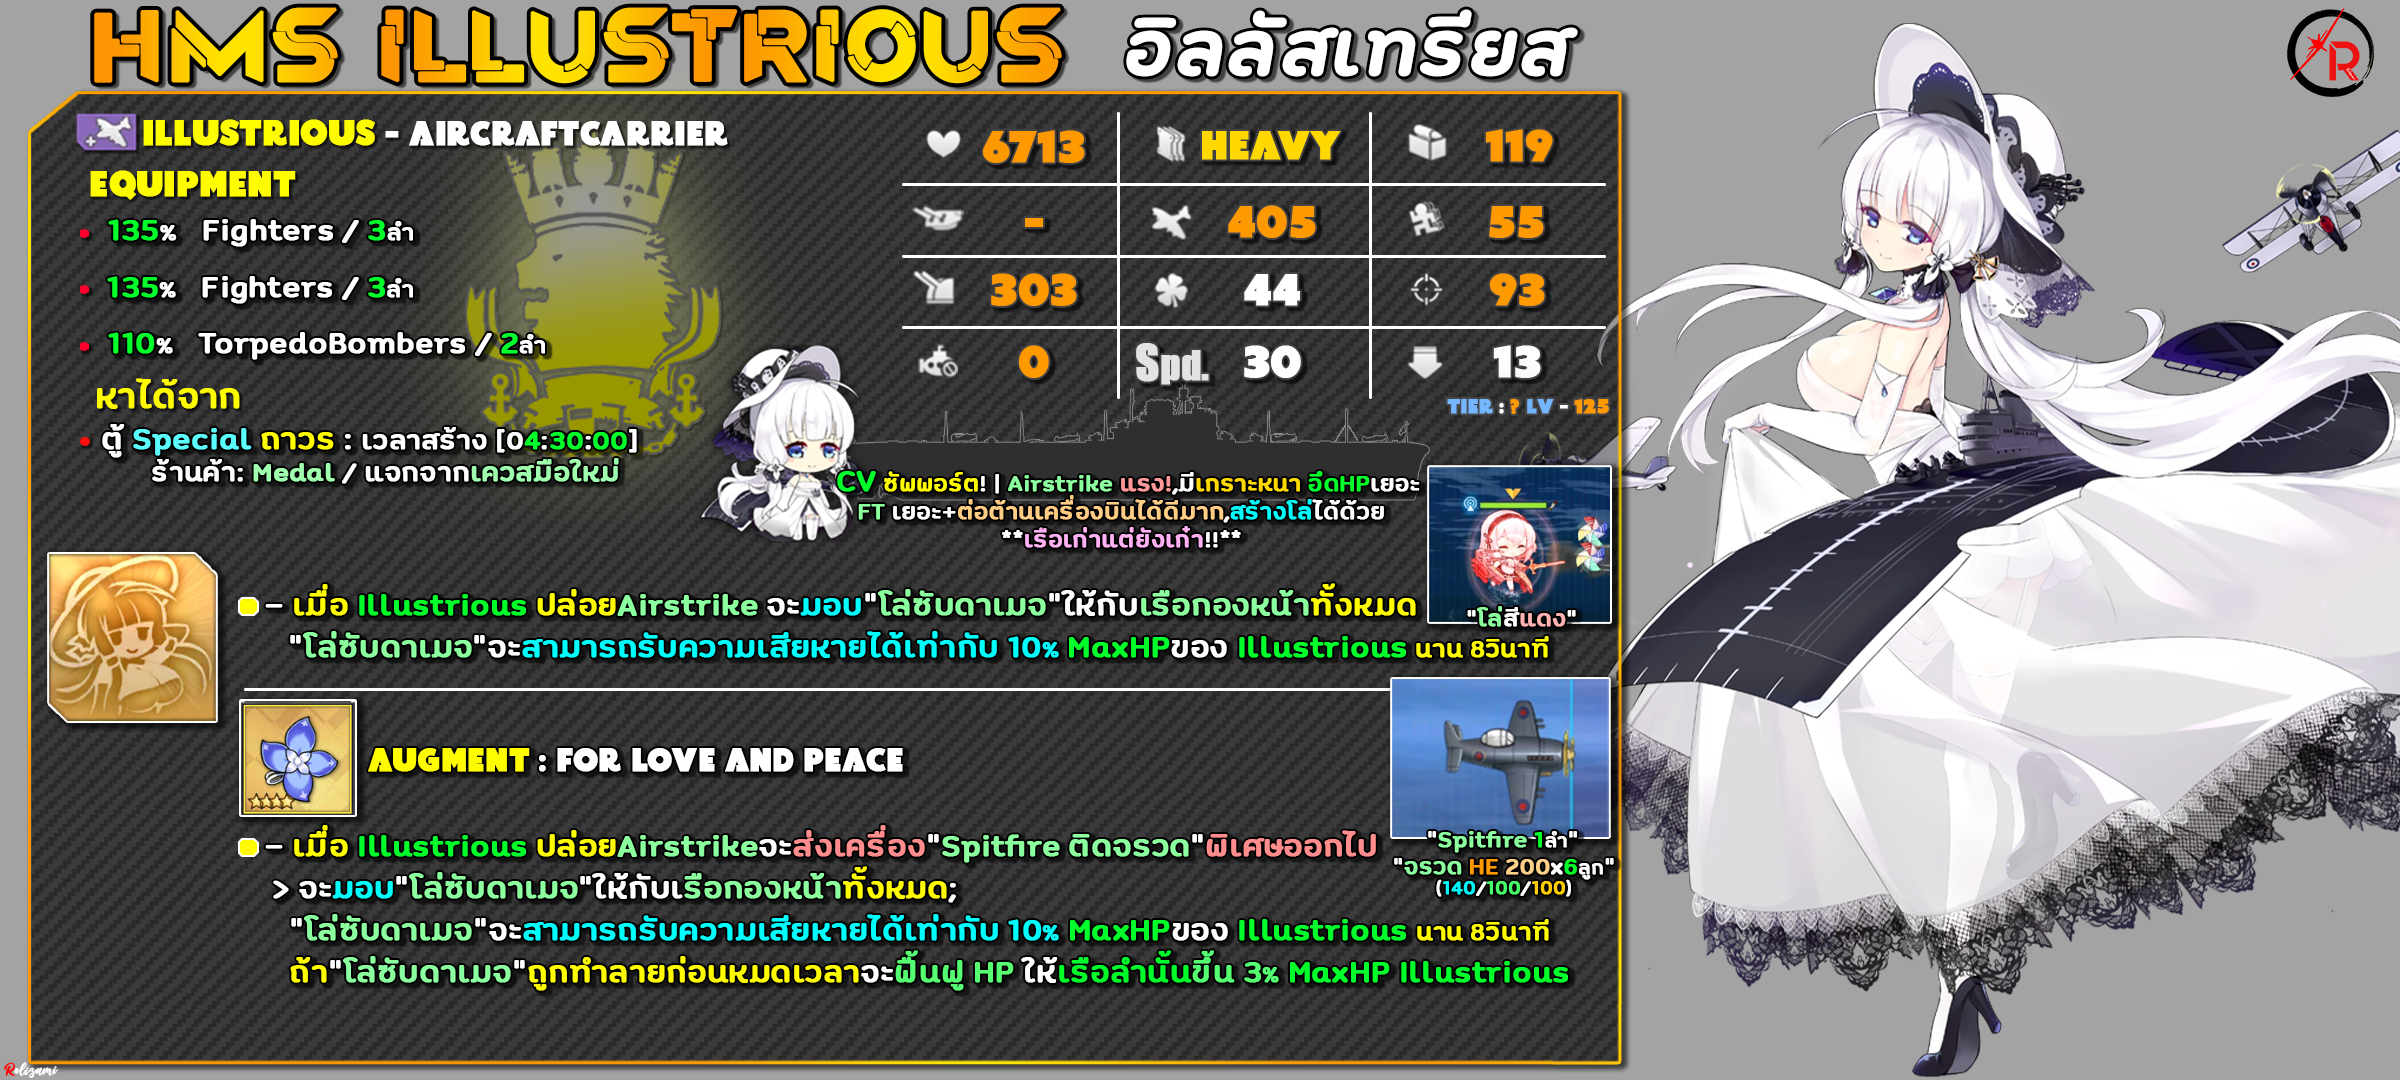 HMS ILLUSTRIOUS อิลลัสเทรียส
R
ILLUSTRIOUS - AIRCRAFTCARRIER
EQUIPMENT
135% Fighters / 3ลำ
135% Fighters / 3ลำ
110% TorpedoBombers / 2ลำ
หาได้จาก
ตู้ Special ถาวร : เวลาสร้าง [04:30:00]
ร้านค้า: Medal / แจกจากเควสมือใหม่
6713 HEAVY 119
- 405 55
303 44 93
0 Spd. 30 13
TIER : ? LV - 125
CV ซัพพอร์ต! | Airstrike แรง!,มีเกราะหนา อึดHPเยอะ
FT เยอะ+ต่อต้านเครื่องบินได้ดีมาก,สร้างโล่ได้ด้วย
**เรือเก่าแต่ยังเก๋า!!**
"โล่สีแดง"
- เมื่อ Illustrious ปล่อยAirstrike จะมอบ"โล่ซับดาเมจ"ให้กับเรือกองหน้าทั้งหมด
"โล่ซับดาเมจ"จะสามารถรับความเสียหายได้เท่ากับ 10% MaxHPของ Illustrious นาน 8วินาที
AUGMENT : FOR LOVE AND PEACE
- เมื่อ Illustrious ปล่อยAirstrikeจะส่งเครื่อง"Spitfire ติดจรวด"พิเศษออกไป
> จะมอบ"โล่ซับดาเมจ"ให้กับเรือกองหน้าทั้งหมด;
"โล่ซับดาเมจ"จะสามารถรับความเสียหายได้เท่ากับ 10% MaxHPของ Illustrious นาน 8วินาที
ถ้า"โล่ซับดาเมจ"ถูกทำลายก่อนหมดเวลาจะฟื้นฟู HP ให้เรือลำนั้นขึ้น 3% MaxHP Illustrious
"Spitfire 1ลำ"
"จรวด HE 200x6ลูก"
(140/100/100)
Relizami